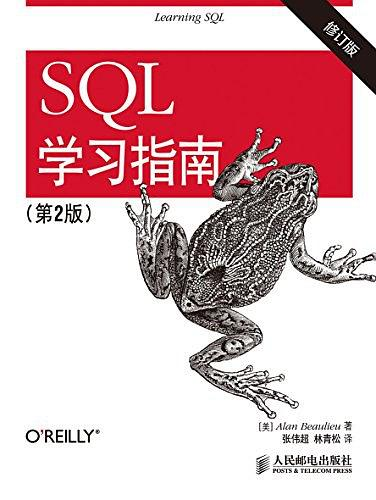 Learning SQL
修订版
SQL
学习指南
(第2版)
[美] Alan Beaulieu 著
张伟超 林青松 译
O'REILLY®
人民邮电出版社
POSTS & TELECOM PRESS